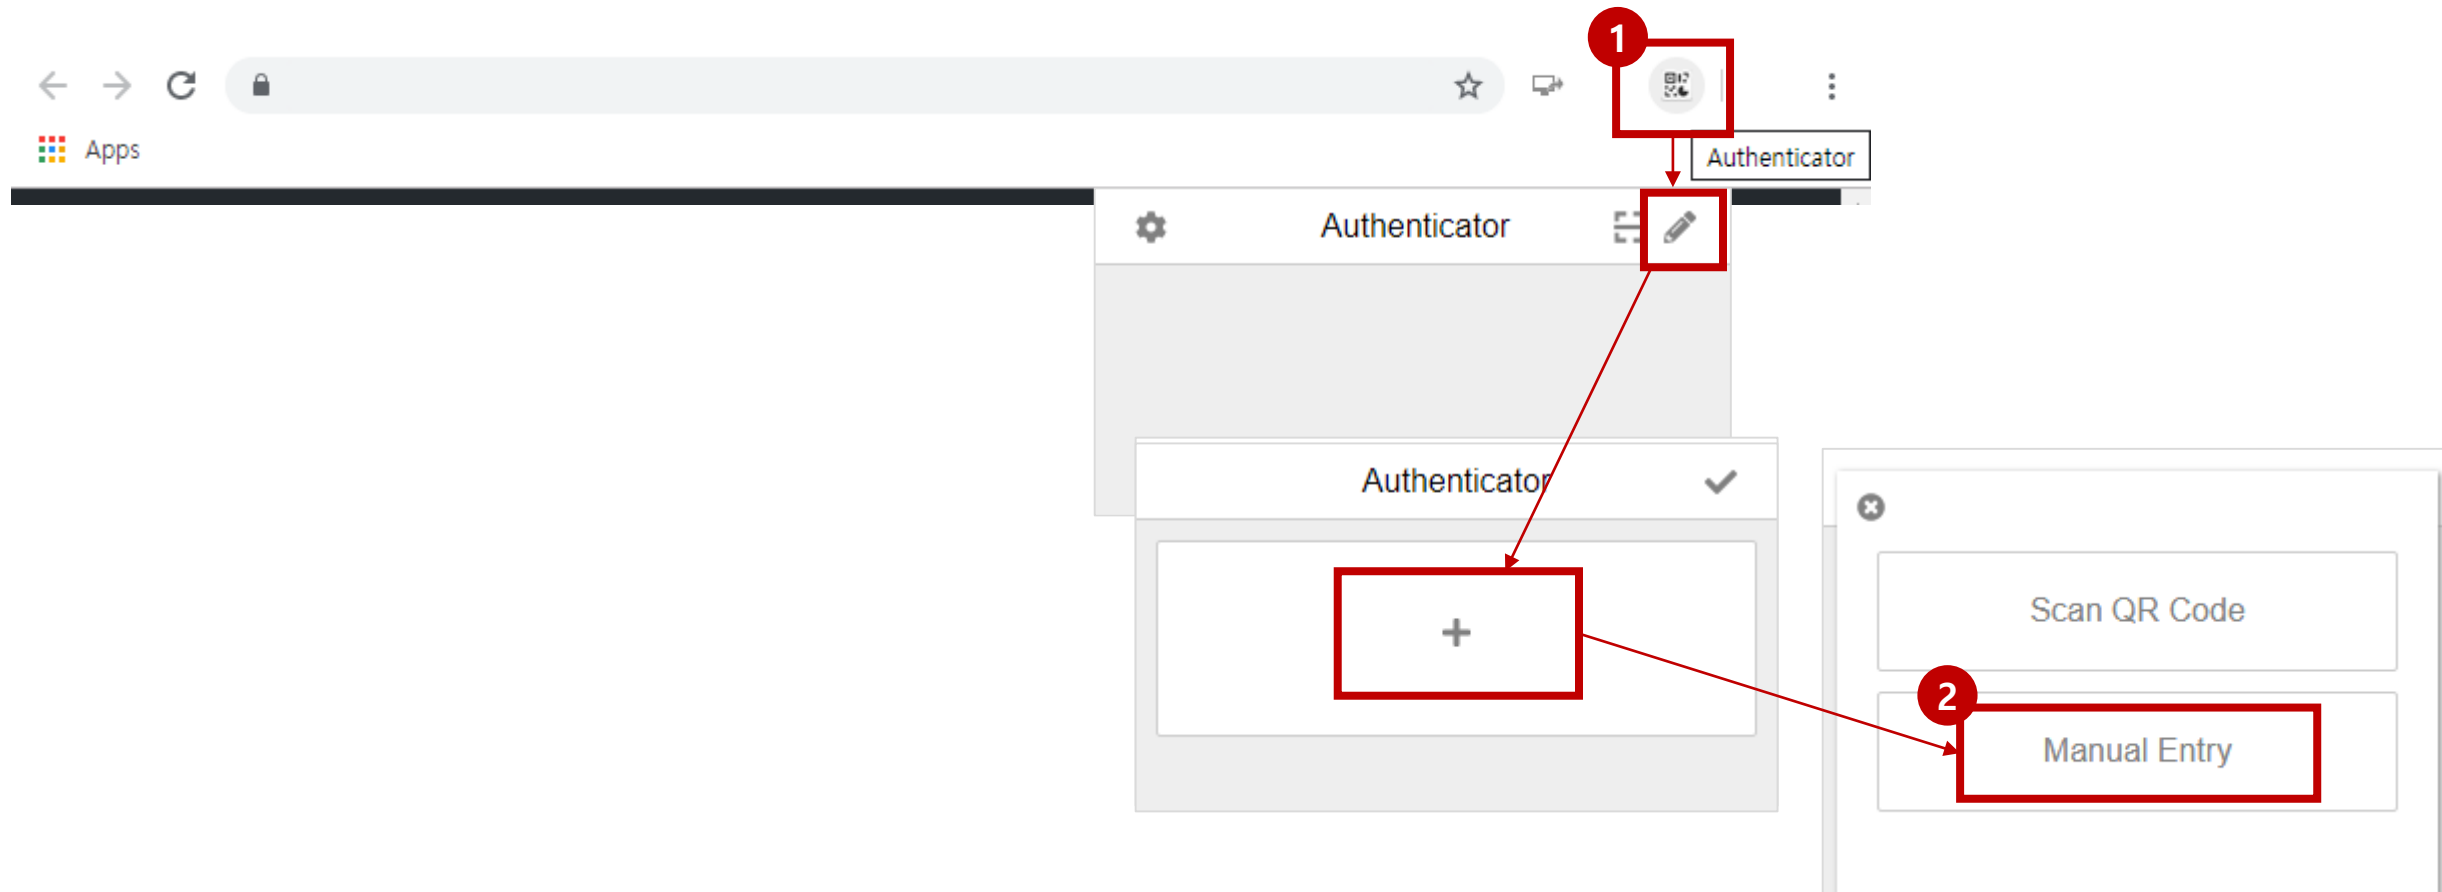 1
Apps
Authenticator
Authenticator
Authenticator
Scan QR Code
2
Manual Entry